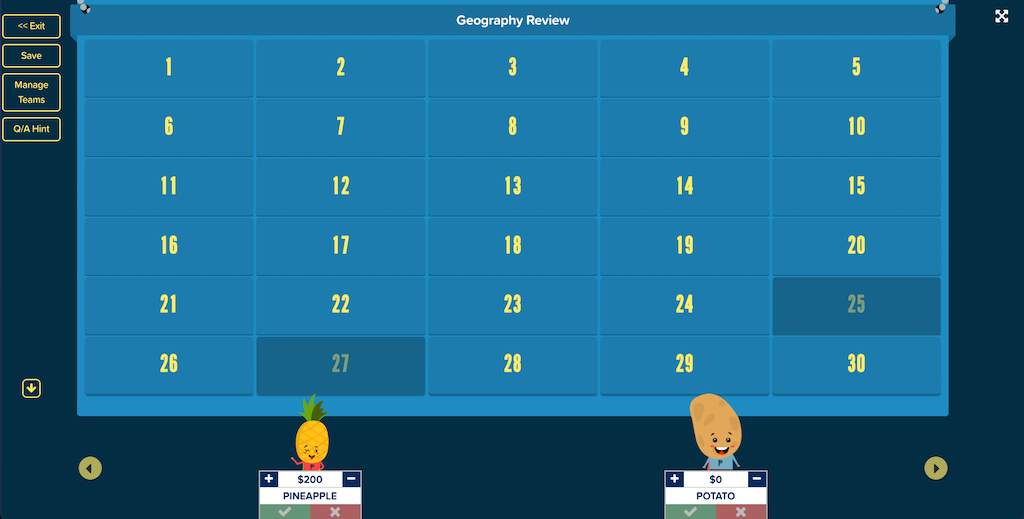 Geography Review
<< Exit
Save
Manage
Teams
Q/A Hint
1 2 3 4 5
6 7 8 9 10
11 12 13 14 15
16 17 18 19 20
21 22 23 24 25
26 27 28 29 30
P P
+ $200 − + $0 −
PINEAPPLE POTATO